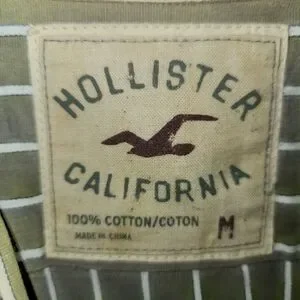 HOLLISTER
CALIFORNIA
100% COTTON/COTON M
MADE IN CHINA